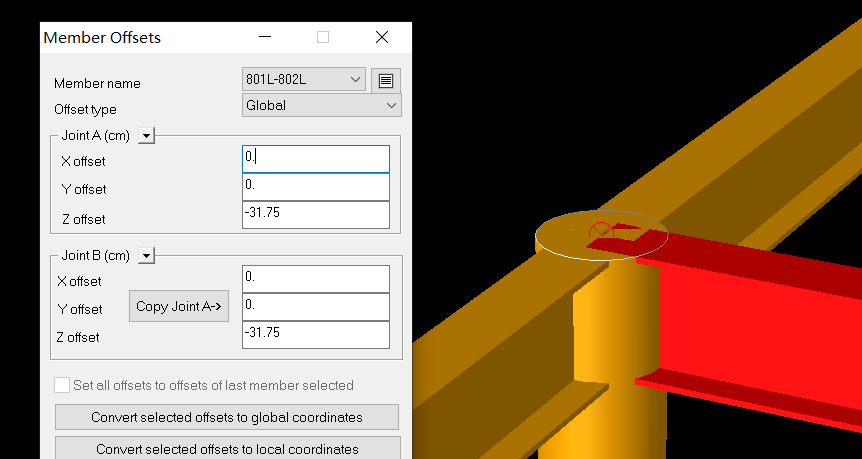 Member Offsets
Member name
801L-802L
Offset type
Global
Joint A (cm)
X offset
0.
Y offset
0.
Z offset
-31.75
Joint B (cm)
X offset
0.
Y offset
Copy Joint A->
0.
Z offset
-31.75
Set all offsets to offsets of last member selected
Convert selected offsets to global coordinates
Convert selected offsets to local coordinates